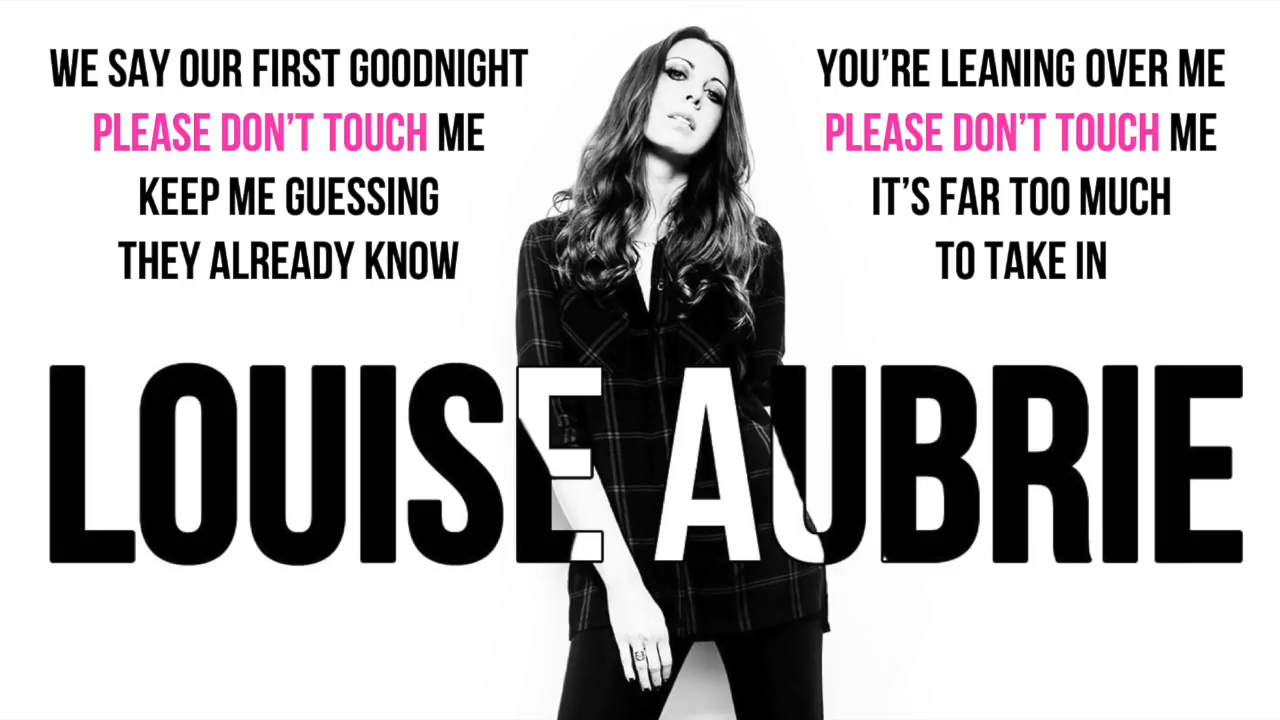 WE SAY OUR FIRST GOODNIGHT
PLEASE DON'T TOUCH ME
KEEP ME GUESSING
THEY ALREADY KNOW
YOU'RE LEANING OVER ME
PLEASE DON'T TOUCH ME
IT'S FAR TOO MUCH
TO TAKE IN
LOUISE AUBRIE